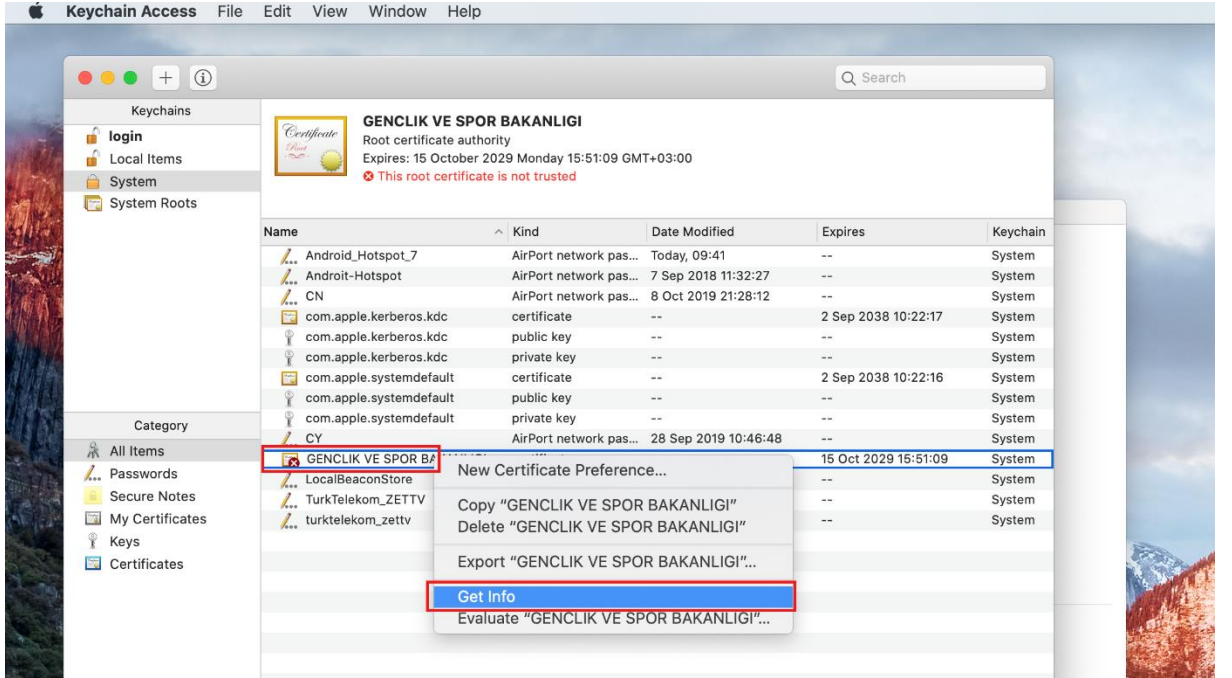 Keychain Access File Edit View Window Help
Search
Keychains
login
Local Items
System
System Roots
Certificate
Root
GENCLIK VE SPOR BAKANLIGI
Root certificate authority
Expires: 15 October 2029 Monday 15:51:09 GMT+03:00
This root certificate is not trusted
Name Kind Date Modified Expires Keychain
Android_Hotspot_7 AirPort network pas... Today, 09:41 -- System
Androit-Hotspot AirPort network pas... 7 Sep 2018 11:32:27 -- System
CN AirPort network pas... 8 Oct 2019 21:28:12 -- System
com.apple.kerberos.kdc certificate -- 2 Sep 2038 10:22:17 System
com.apple.kerberos.kdc public key -- -- System
com.apple.kerberos.kdc private key -- -- System
com.apple.systemdefault certificate -- 2 Sep 2038 10:22:16 System
com.apple.systemdefault public key -- -- System
com.apple.systemdefault private key -- -- System
CY AirPort network pas... 28 Sep 2019 10:46:48 -- System
GENCLIK VE SPOR BA 15 Oct 2029 15:51:09 System
LocalBeaconStore -- System
TurkTelekom_ZETTV -- System
turktelekom_zettv -- System
Category
All Items
Passwords
Secure Notes
My Certificates
Keys
Certificates
New Certificate Preference...
Copy “GENCLIK VE SPOR BAKANLIGI”
Delete “GENCLIK VE SPOR BAKANLIGI”
Export “GENCLIK VE SPOR BAKANLIGI”...
Get Info
Evaluate “GENCLIK VE SPOR BAKANLIGI”...